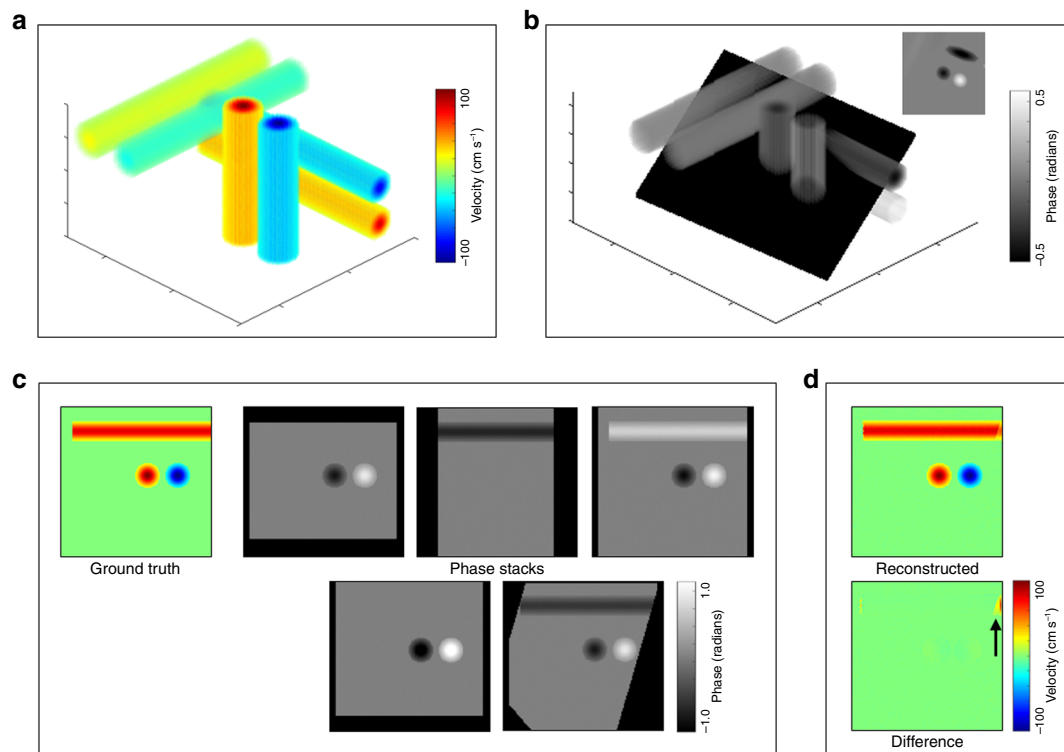 a
100
Velocity (cm s⁻¹)
−100
b
0.5
Phase (radians)
−0.5
c
Ground truth
Phase stacks
1.0
Phase (radians)
−1.0
d
Reconstructed
100
Velocity (cm s⁻¹)
−100
Difference